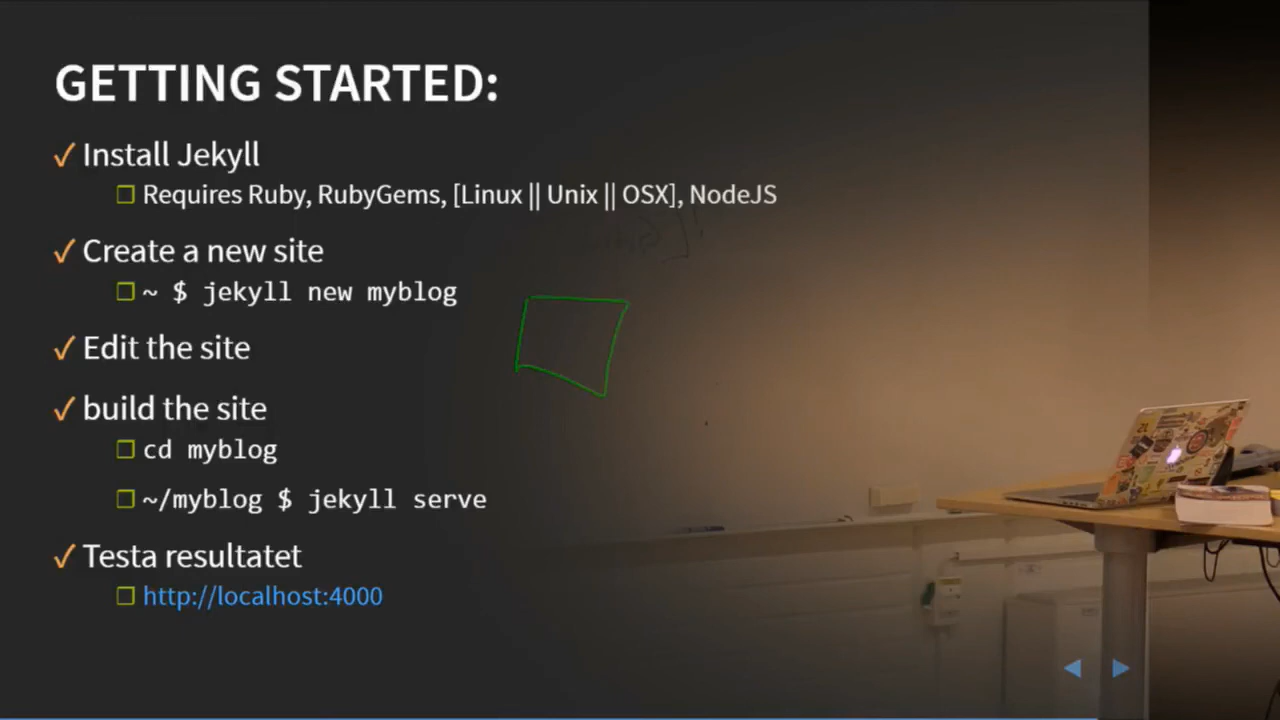 GETTING STARTED:
Install Jekyll
Requires Ruby, RubyGems, [Linux || Unix || OSX], NodeJS
Create a new site
~ $ jekyll new myblog
Edit the site
build the site
cd myblog
~/myblog $ jekyll serve
Testa resultatet
http://localhost:4000